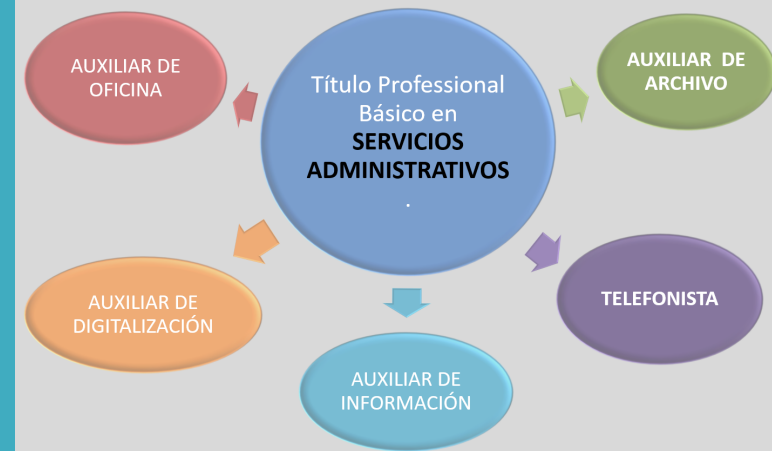 AUXILIAR DE
OFICINA
Título Professional
Básico en
SERVICIOS
ADMINISTRATIVOS
.
AUXILIAR DE
ARCHIVO
AUXILIAR DE
DIGITALIZACIÓN
TELEFONISTA
AUXILIAR DE
INFORMACIÓN